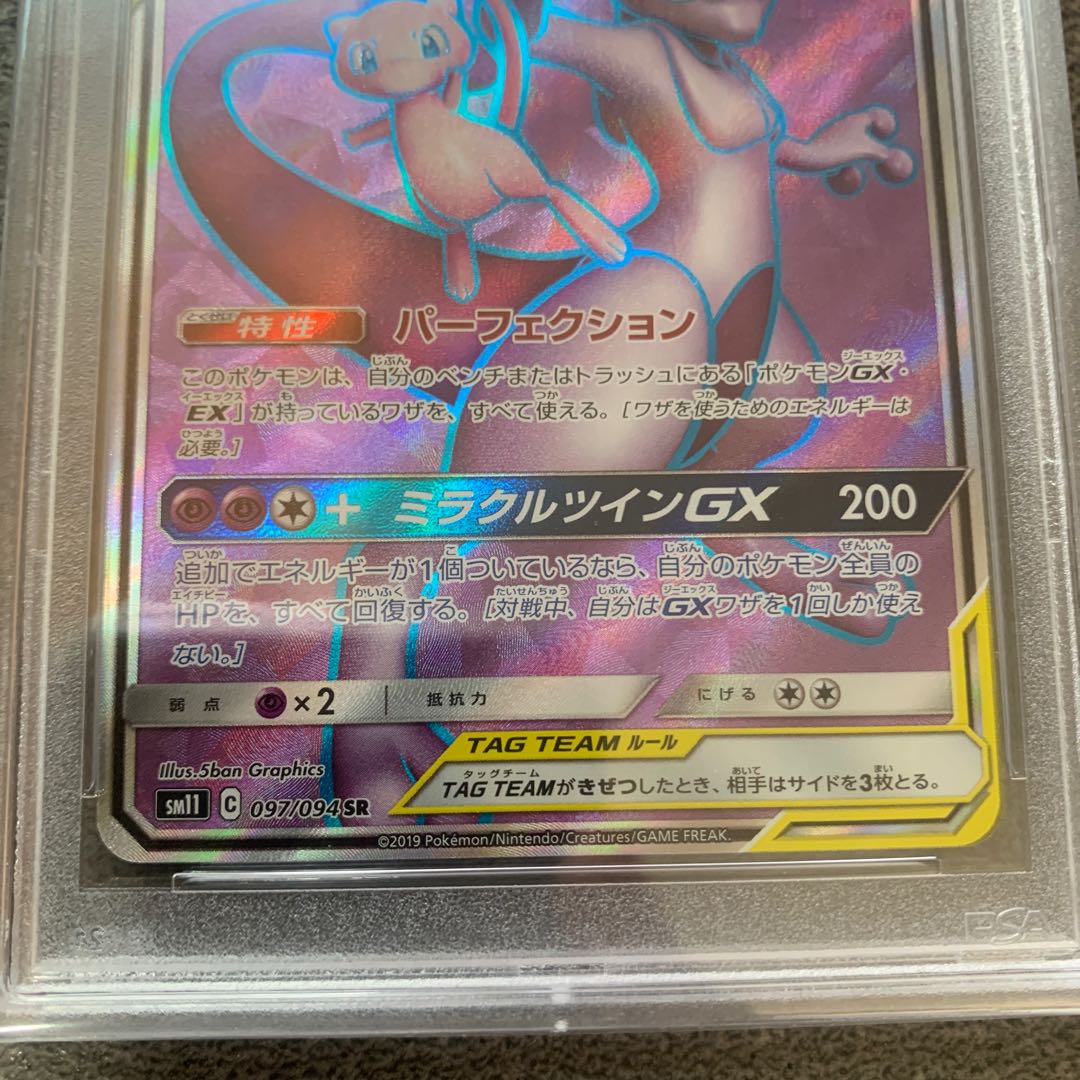 とくせい
特性 パーフェクション
このポケモンは、自分のベンチまたはトラッシュにある「ポケモンGX・
EX」が持っているワザを、すべて使える。[ワザを使うためのエネルギーは
必要。]
+ ミラクルツインGX 200
追加でエネルギーが1個ついているなら、自分のポケモン全員の
HPを、すべて回復する。[対戦中、自分はGXワザを1回しか使え
ない。]
弱点 ×2 抵抗力 にげる
TAG TEAM ルール
TAG TEAMがきぜつしたとき、相手はサイドを3枚とる。
Illus.5ban Graphics
SM11 C 097/094 SR
©2019 Pokémon/Nintendo/Creatures/GAME FREAK.
PSA